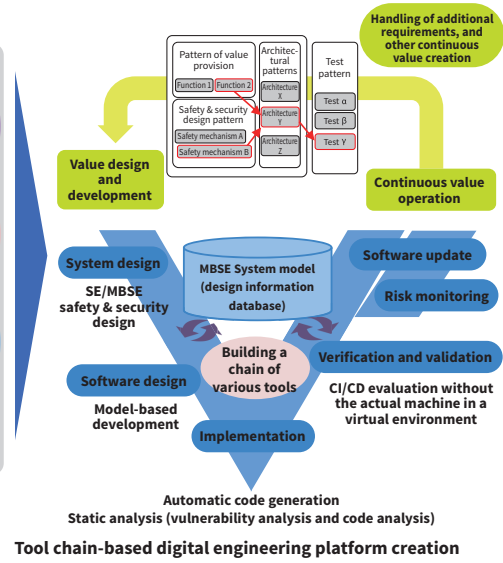 Handling of additional
requirements, and
other continuous
value creation
Pattern of value
provision
Function 1
Function 2
Safety & security
design pattern
Safety mechanism A
Safety mechanism B
Architec-
tural
patterns
Architecture
X
Architecture
Y
Architecture
Z
Test
pattern
Test α
Test β
Test Y
Value design
and
development
Continuous value
operation
System design
SE/MBSE
safety & security
design
MBSE System model
(design information
database)
Software update
Risk monitoring
Building a
chain of
various tools
Software design
Model-based
development
Verification and validation
CI/CD evaluation without
the actual machine in a
virtual environment
Implementation
Automatic code generation
Static analysis (vulnerability analysis and code analysis)
Tool chain-based digital engineering platform creation